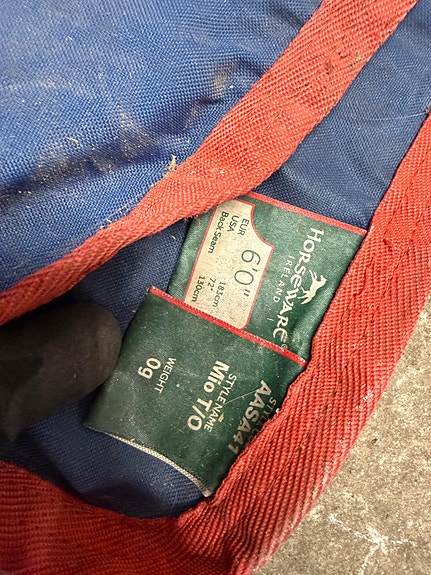 HORSEWARE®
IRELAND
6'0"
EUR 183cm
USA 72"
Back Seam 130cm
STYLE
AASA41
STYLE NAME
Mio T/O
WEIGHT
0g